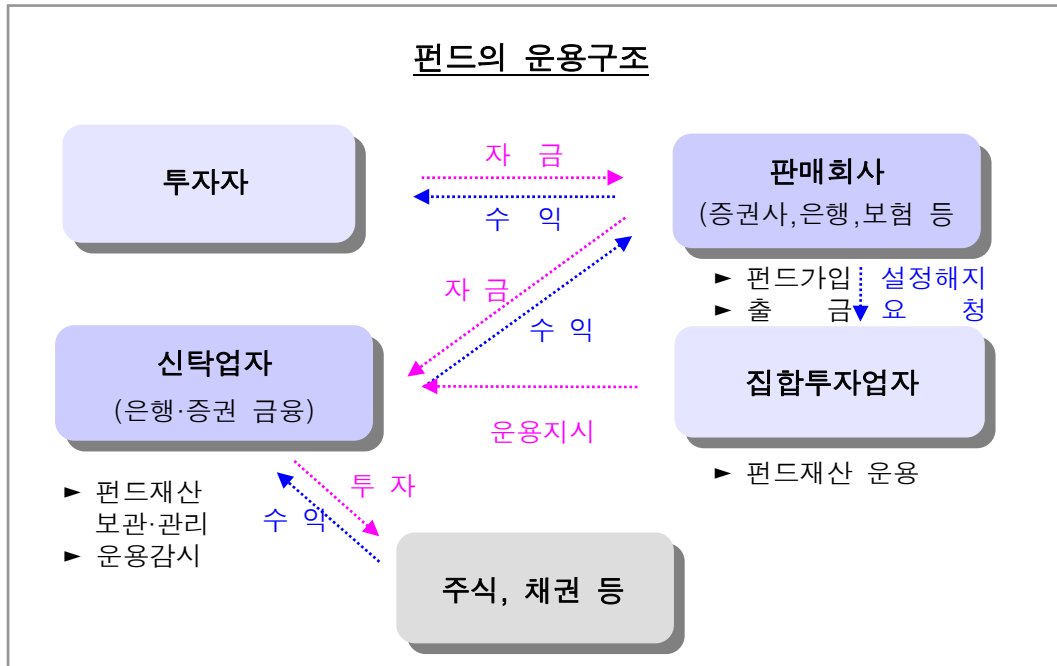 펀드의 운용구조
투자자
자 금
수 익
판매회사
(증권사,은행,보험 등
► 펀드가입
► 출 금
설정해지
요 청
자 금
수 익
신탁업자
(은행·증권 금융)
집합투자업자
운용지시
► 펀드재산 운용
► 펀드재산
보관·관리
► 운용감시
투 자
수 익
주식, 채권 등